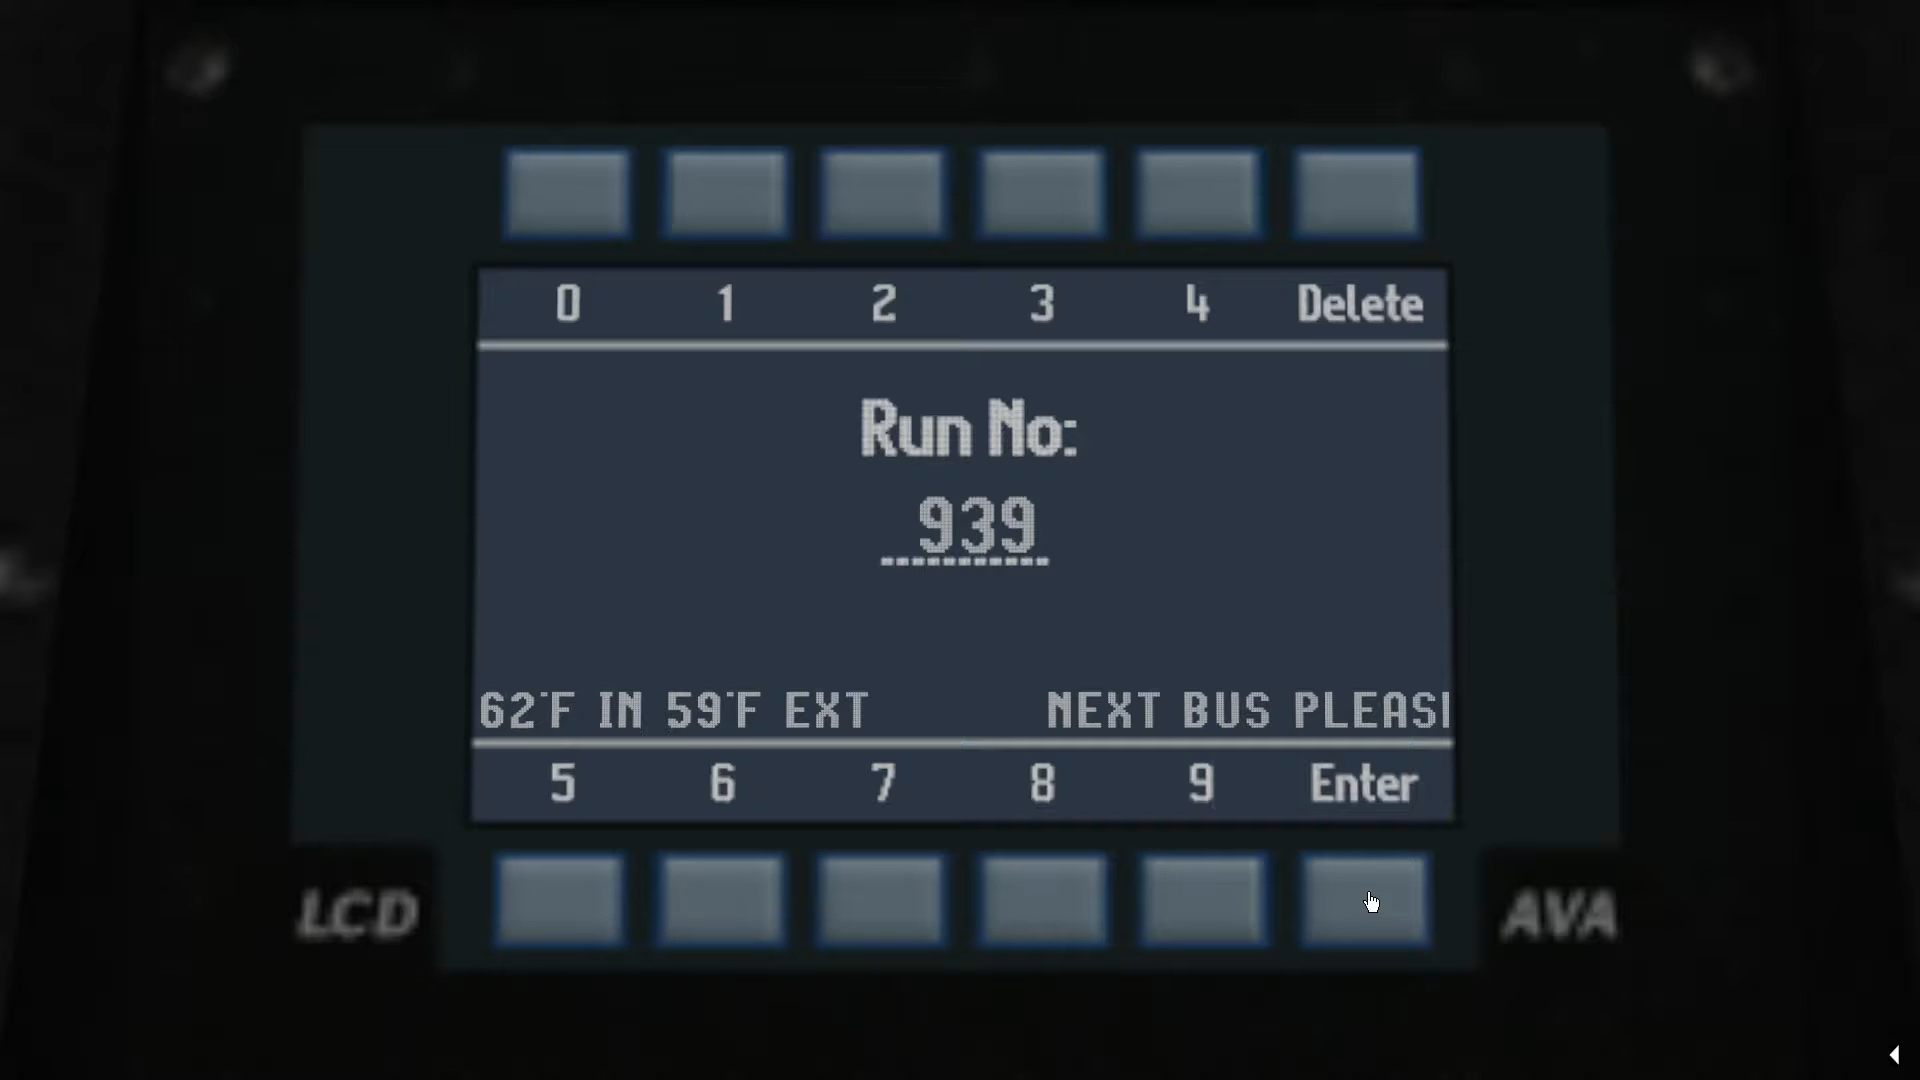 0 1 2 3 4 Delete
Run No:
939
62°F IN 59°F EXT NEXT BUS
5 6 7 8 9 Enter
LCD AVA